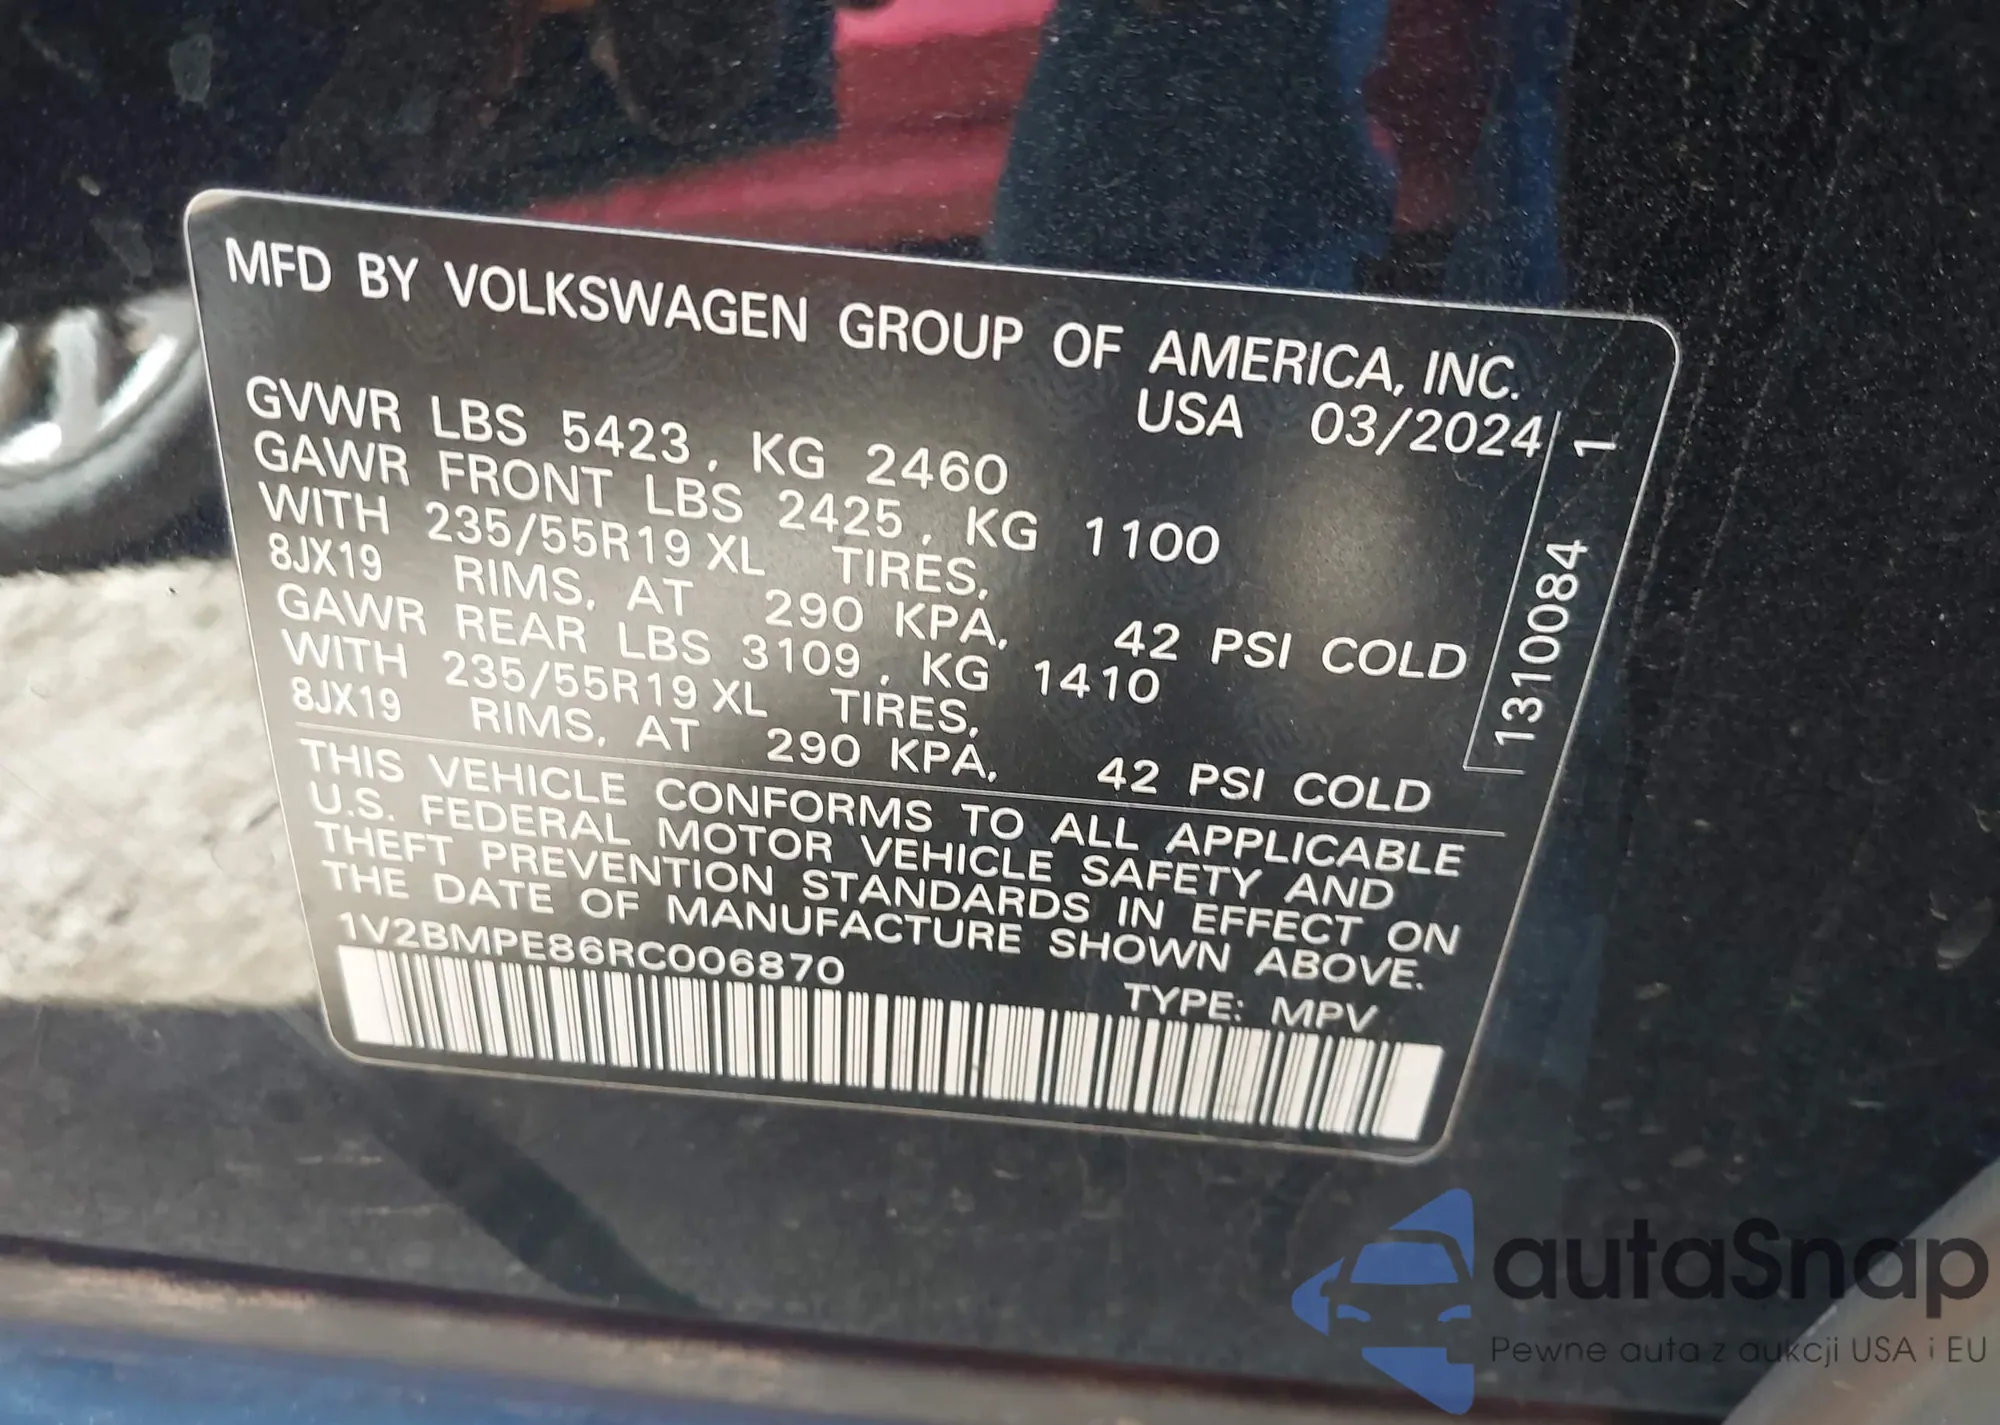 MFD BY VOLKSWAGEN GROUP OF AMERICA, INC.
USA 03/2024
GVWR LBS 5423, KG 2460
GAWR FRONT LBS 2425, KG 1100
WITH 235/55R19 XL TIRES,
8JX19 RIMS, AT 290 KPA, 42 PSI COLD
GAWR REAR LBS 3109, KG 1410
WITH 235/55R19 XL TIRES,
8JX19 RIMS, AT 290 KPA, 42 PSI COLD
THIS VEHICLE CONFORMS TO ALL APPLICABLE
U.S. FEDERAL MOTOR VEHICLE SAFETY AND
THEFT PREVENTION STANDARDS IN EFFECT ON
THE DATE OF MANUFACTURE SHOWN ABOVE.
1V2BMPE86RC006870
TYPE: MPV
1310084 1
autaSnap
Pewne auta z aukcji USA i EU